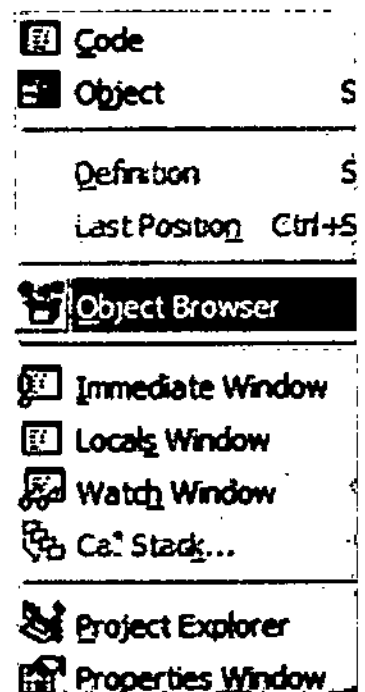 Code
Object S
Definition S
Last Position Ctrl+S
Object Browser
Immediate Window
Locals Window
Watch Window
Call Stack...
Project Explorer
Properties Window